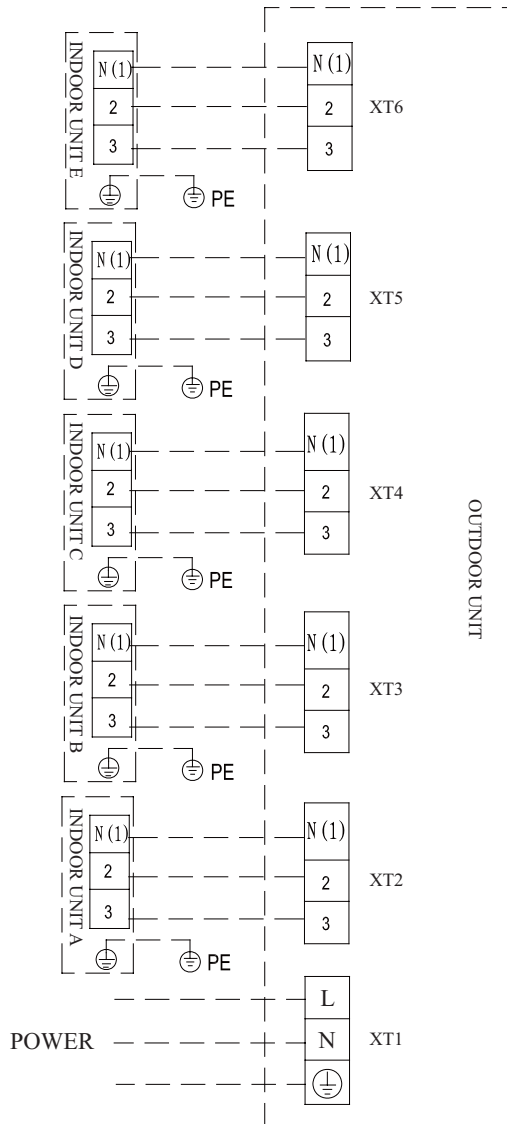 INDOOR UNIT E
N(1)
2
3
PE
N(1)
2
3
XT6
INDOOR UNIT D
N(1)
2
3
PE
N(1)
2
3
XT5
INDOOR UNIT C
N(1)
2
3
PE
N(1)
2
3
XT4
INDOOR UNIT B
N(1)
2
3
PE
N(1)
2
3
XT3
INDOOR UNIT A
N(1)
2
3
PE
N(1)
2
3
XT2
OUTDOOR UNIT
POWER
L
N
XT1